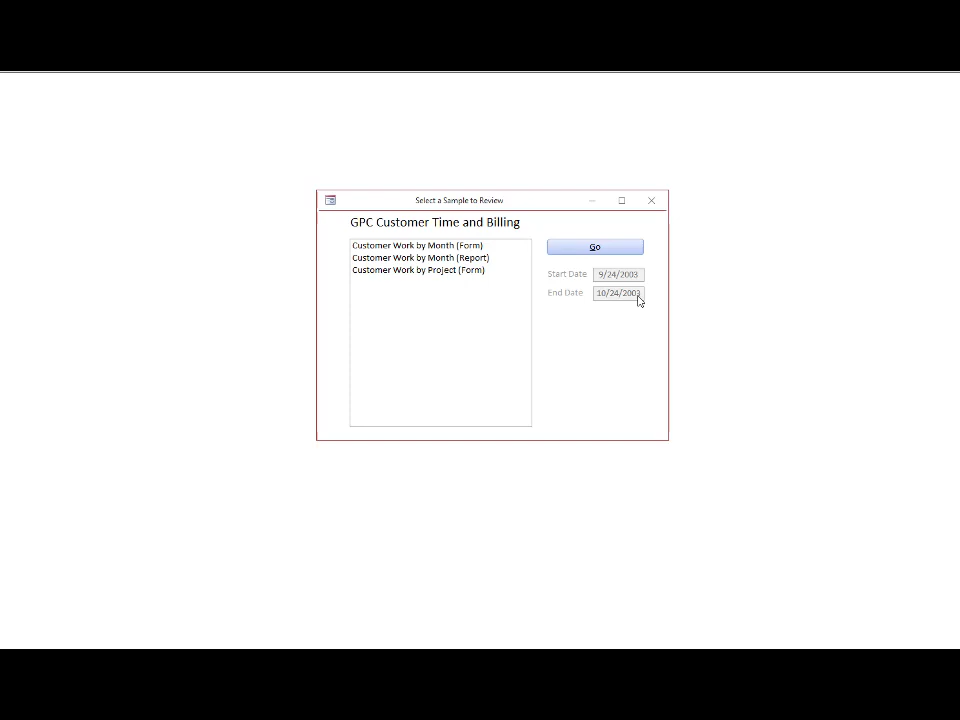 Select a Sample to Review
GPC Customer Time and Billing
Customer Work by Month (Form)
Customer Work by Month (Report)
Customer Work by Project (Form)
Go
Start Date 9/24/2003
End Date 10/24/2003